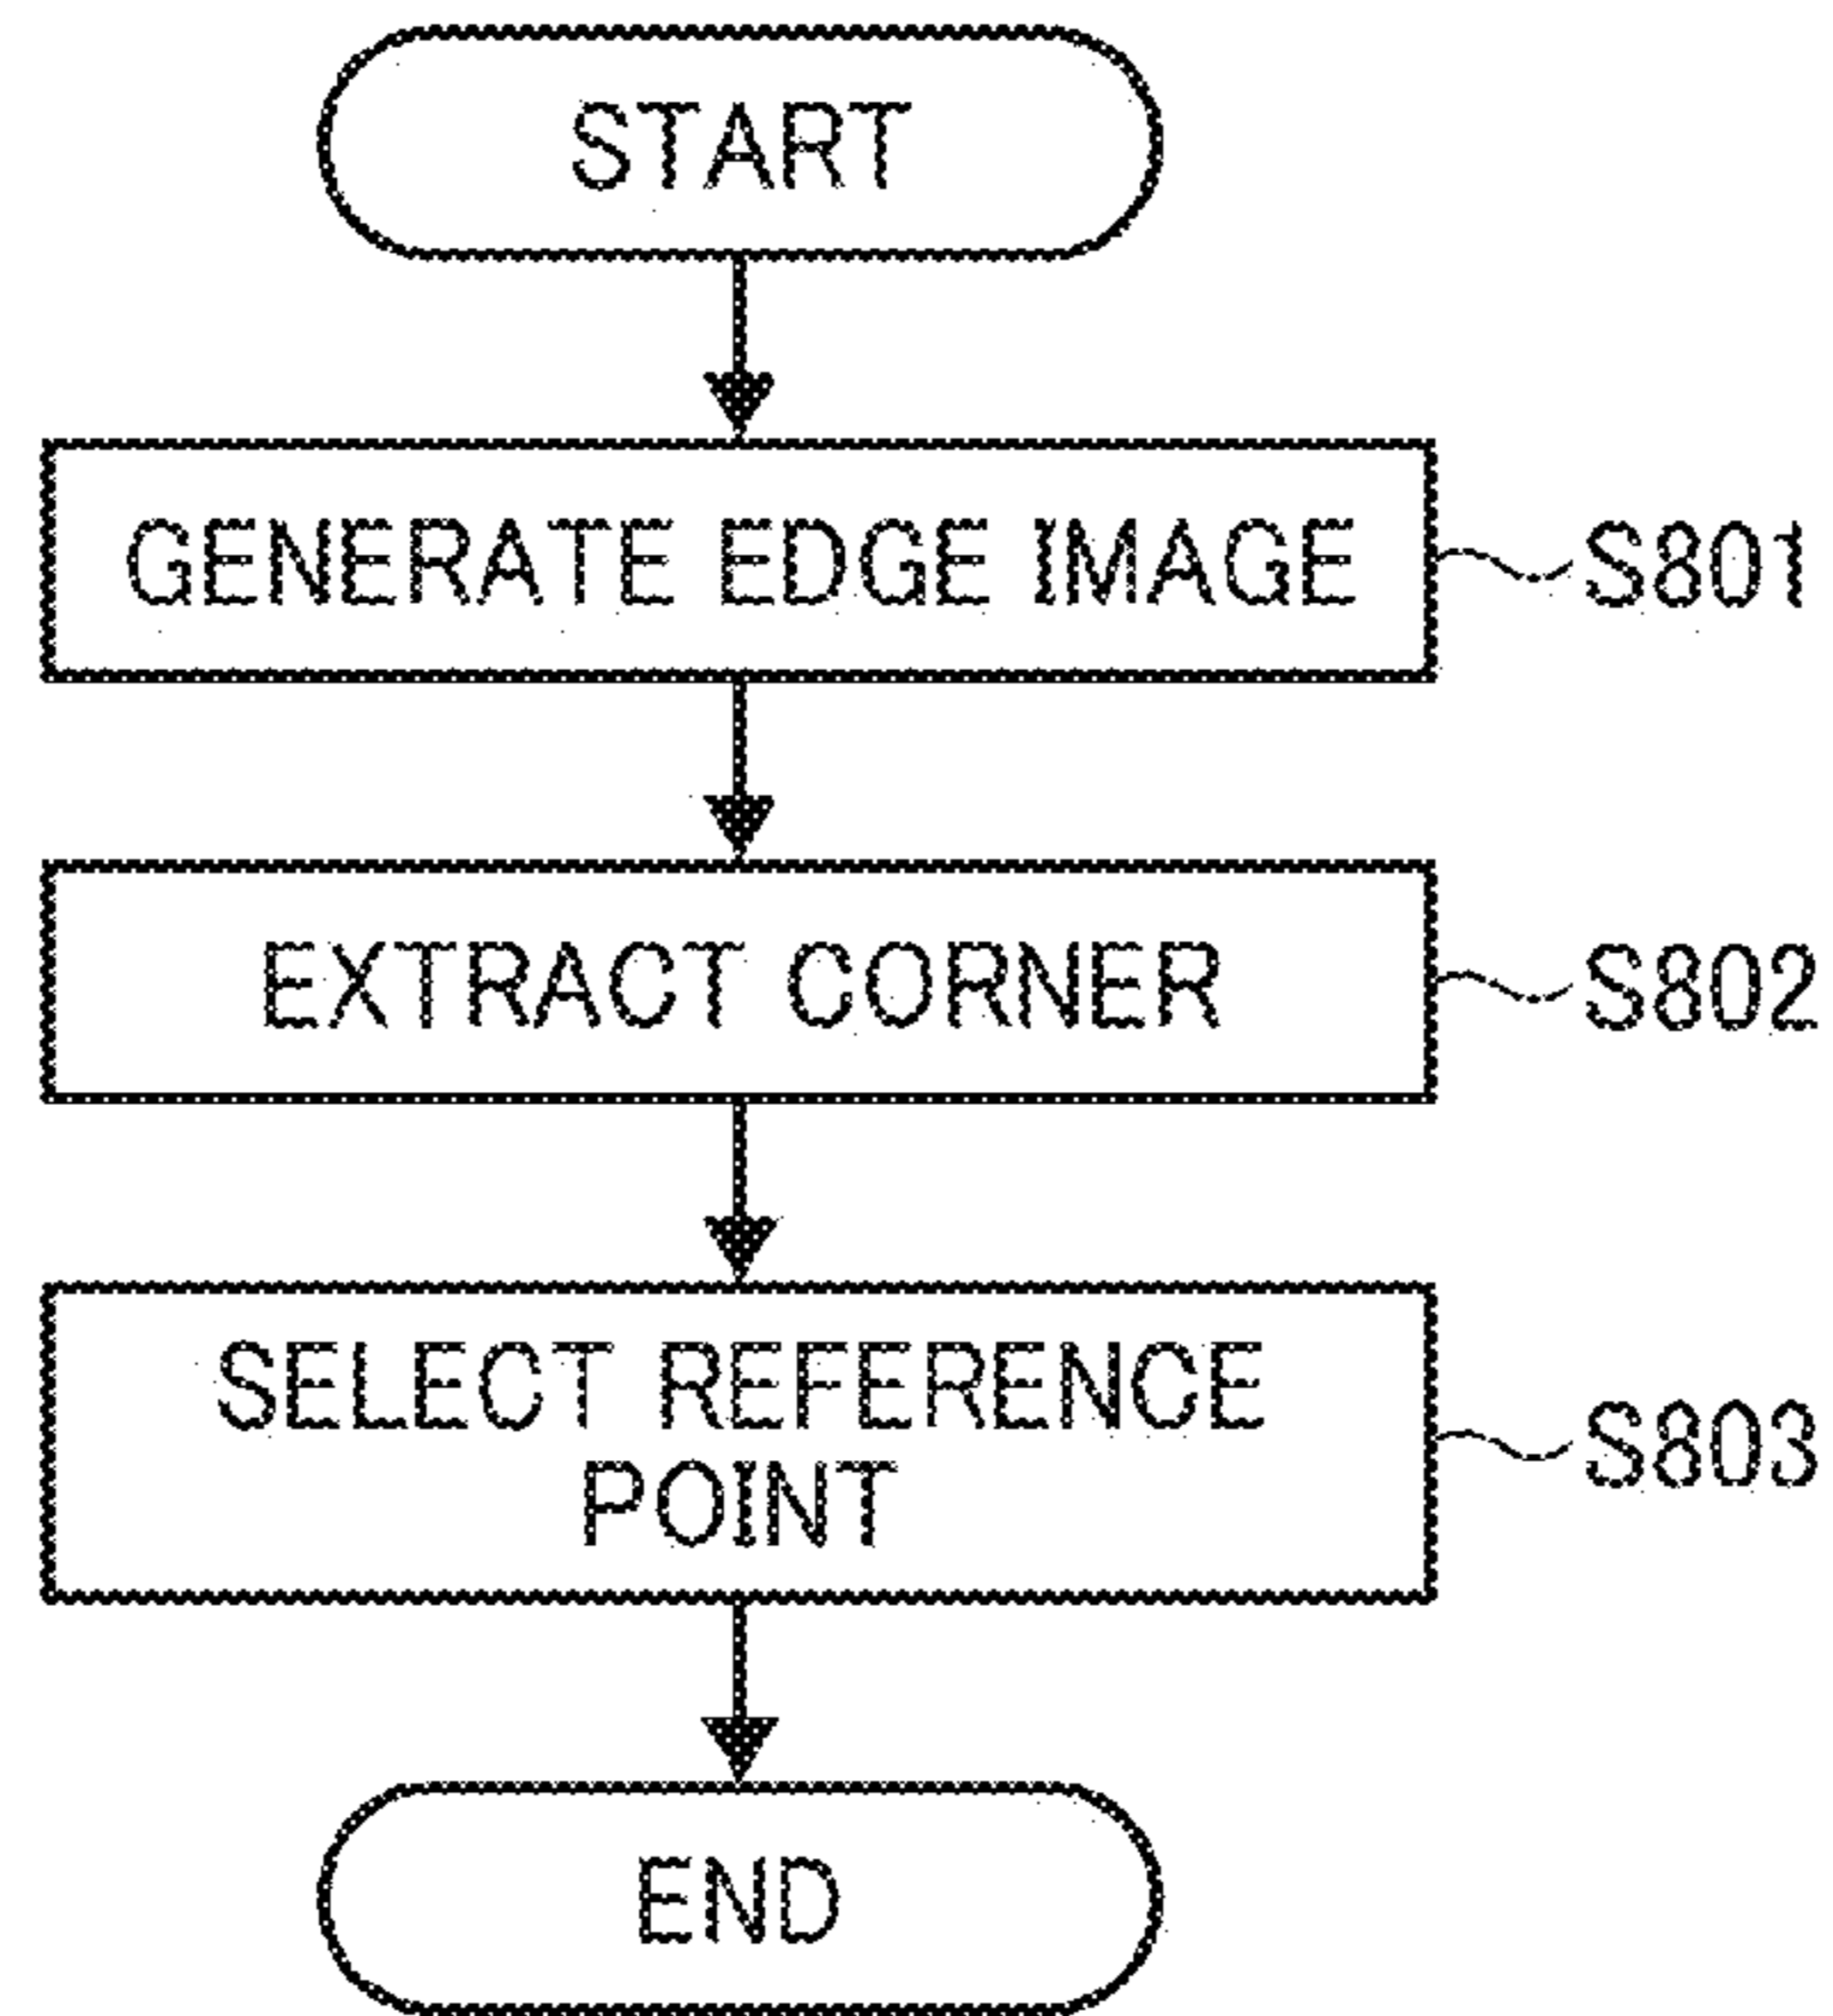 START
GENERATE EDGE IMAGE
S801
EXTRACT CORNER
S802
SELECT REFERENCE
POINT
S803
END